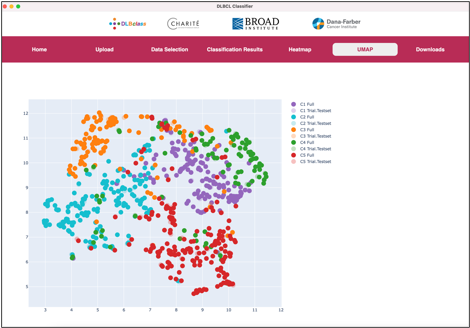 DLBCL Classifier
DLBclass
CHARITÉ
BROAD
INSTITUTE
Dana-Farber
Cancer Institute
Home Upload Data Selection Classification Results Heatmap UMAP Downloads
12
11
10
9
8
7
6
5
3 4 5 6 7 8 9 10 11 12
C1 Full
C1 Trial.Testset
C2 Full
C2 Trial.Testset
C3 Full
C3 Trial.Testset
C4 Full
C4 Trial.Testset
C5 Full
C5 Trial.Testset